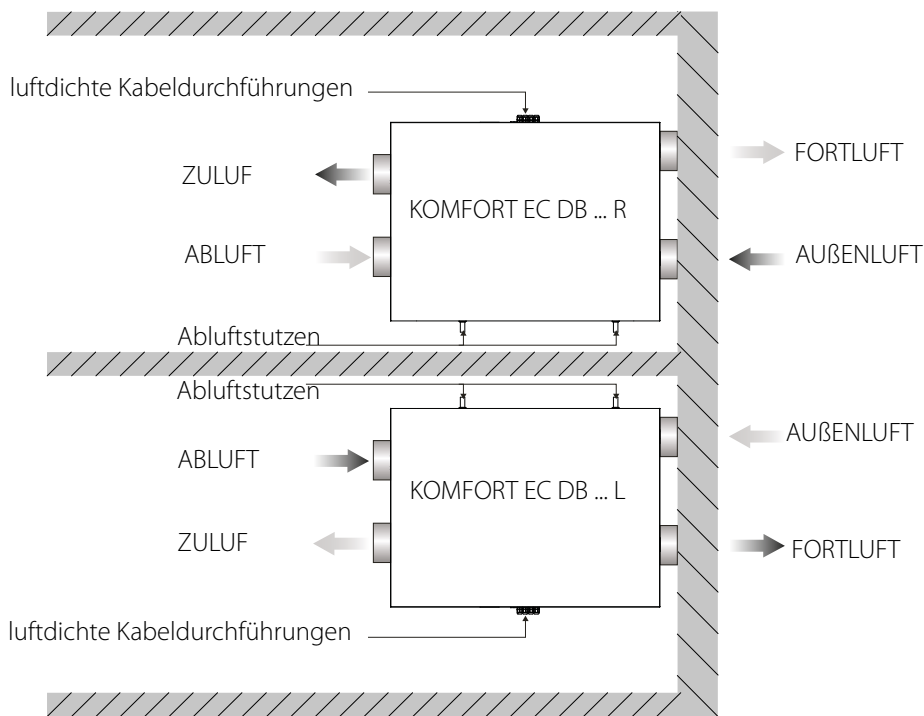 luftdichte Kabeldurchführungen
ZULUF
FORTLUFT
KOMFORT EC DB ... R
ABLUFT
AUßENLUFT
Abluftstutzen
Abluftstutzen
AUßENLUFT
ABLUFT
KOMFORT EC DB ... L
ZULUF
FORTLUFT
luftdichte Kabeldurchführungen